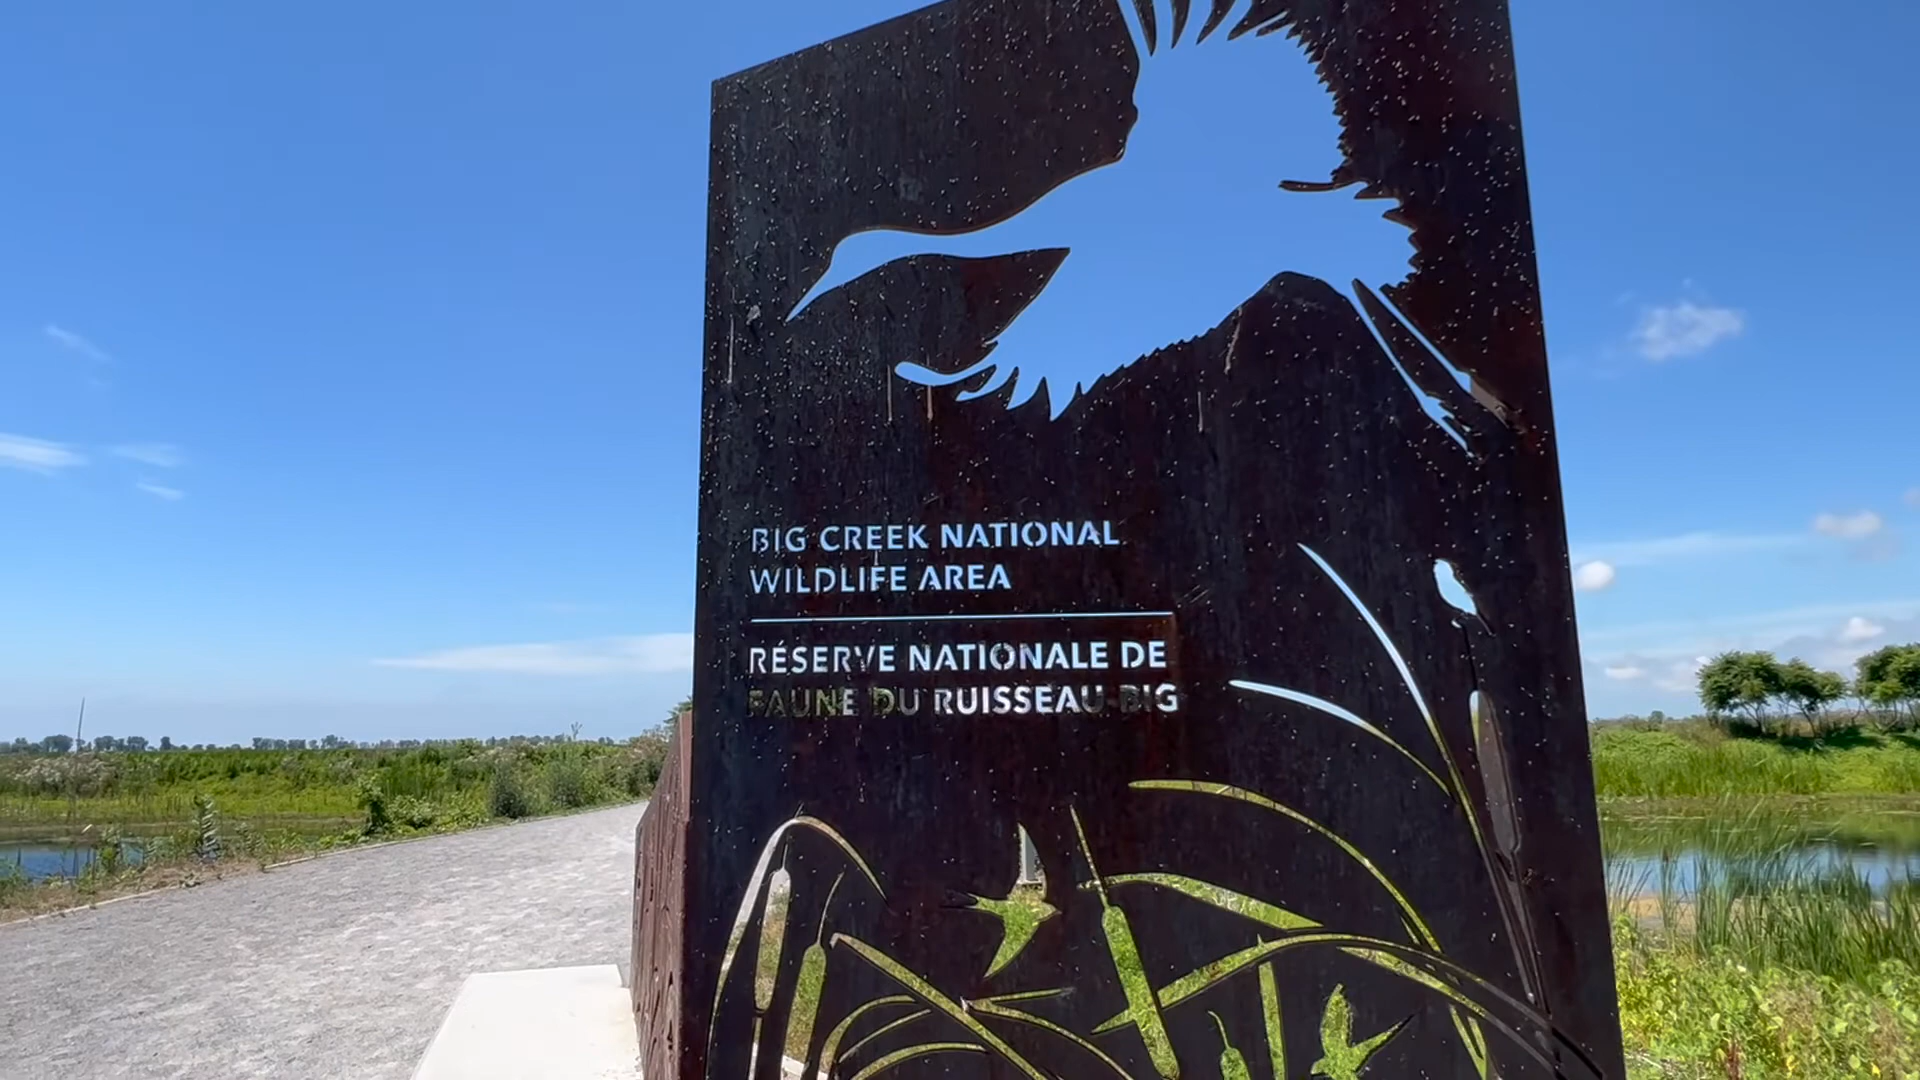 BIG CREEK NATIONAL
WILDLIFE AREA
RÉSERVE NATIONALE DE
FAUNE DU RUISSEAU-BIG